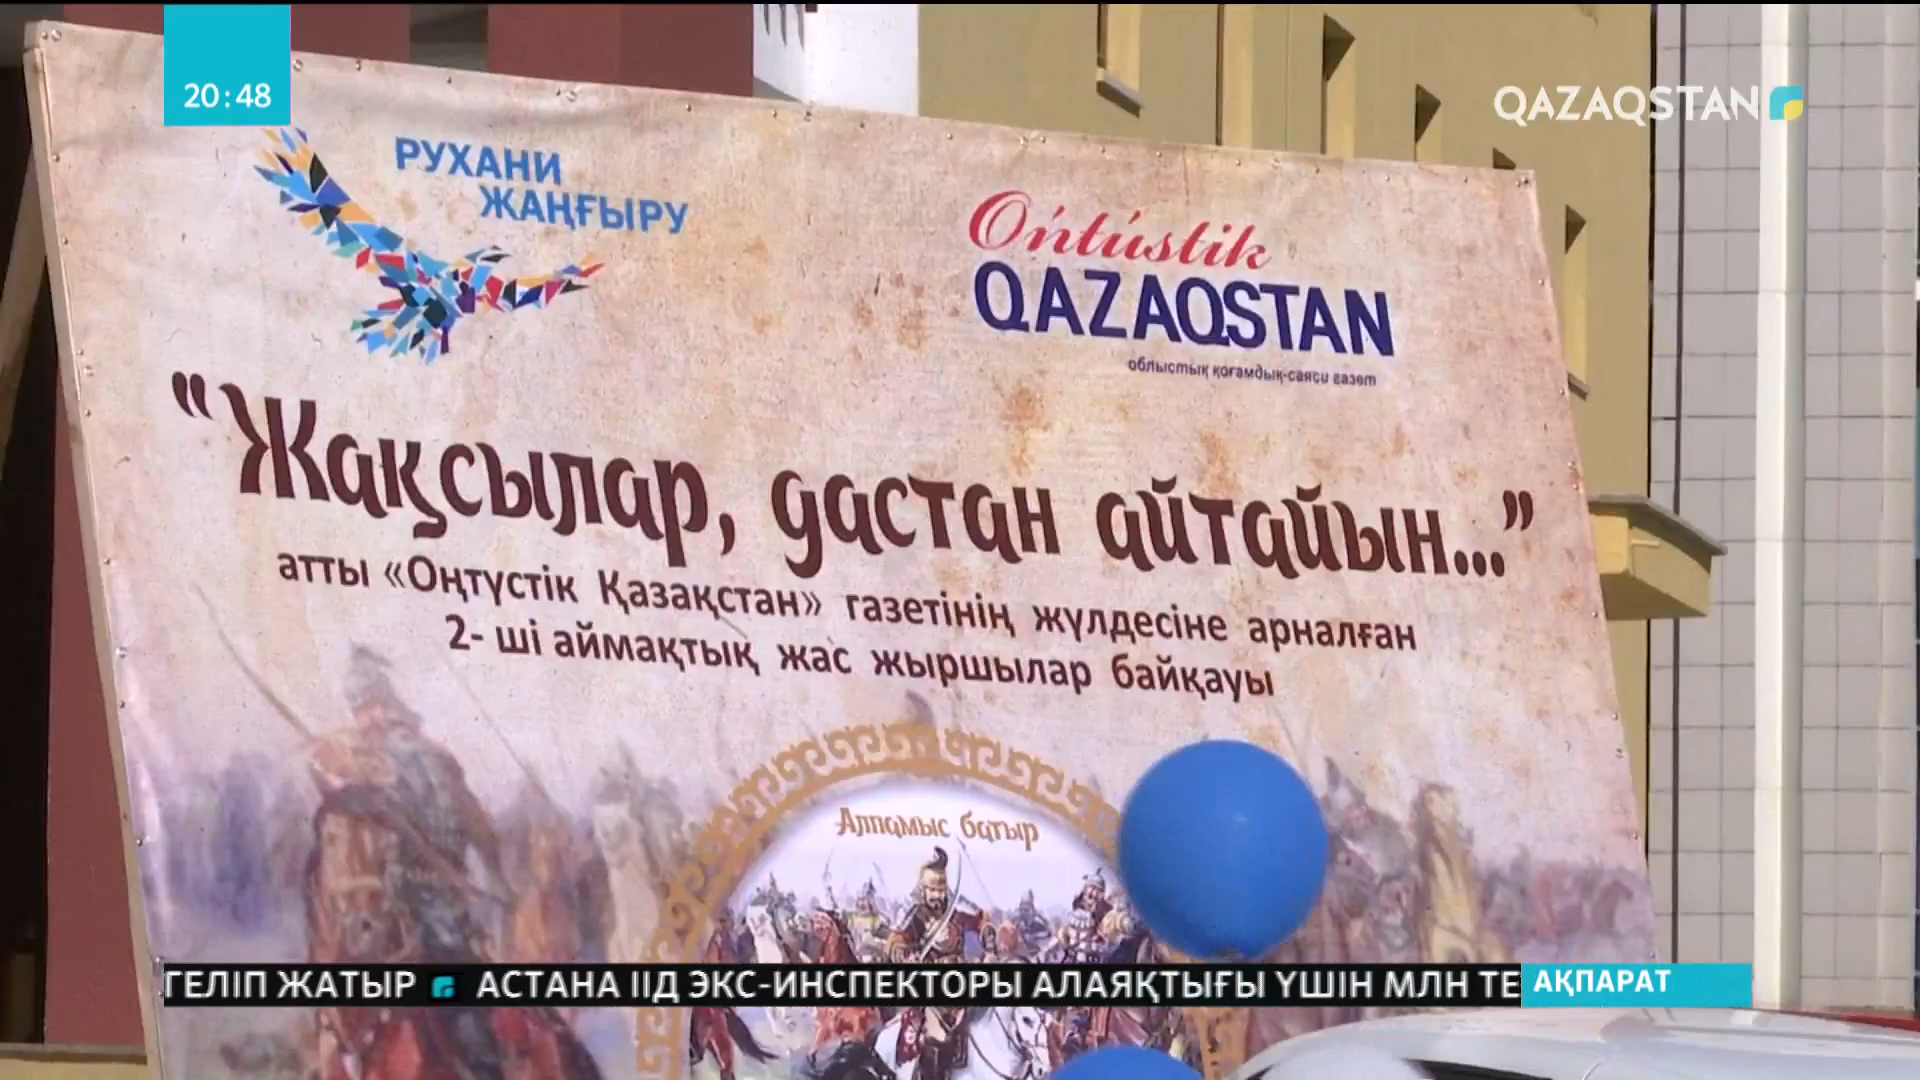 20:48
QAZAQSTAN
РУХАНИ
ЖАҢҒЫРУ
Ońtústik
QAZAQSTAN
облыстық қоғамдық-саяси газет
"Жақсылар, дастан айтайын..."
атты «Оңтүстік Қазақстан» газетінің жүлдесіне арналған
2- ші аймақтық жас жыршылар байқауы
Алпамыс батыр
ГЕЛІП ЖАТЫР АСТАНА ІІД ЭКС-ИНСПЕКТОРЫ АЛАЯҚТЫҒЫ ҮШІН МЛН ТЕ
АҚПАРАТ